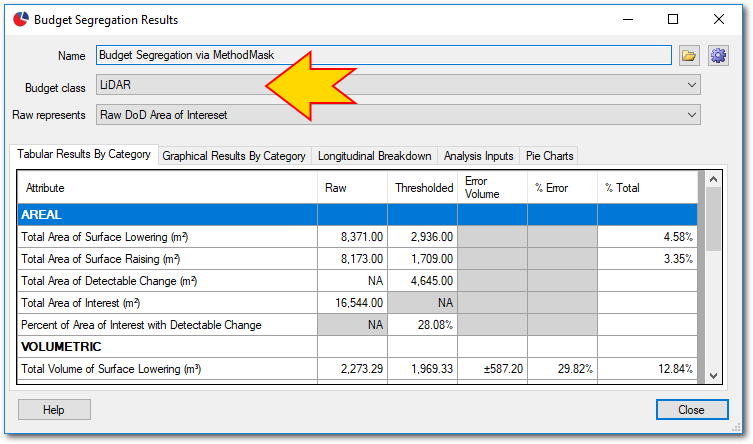 Budget Segregation Results
Name Budget Segregation via MethodMask
Budget class LiDAR
Raw represents Raw DoD Area of Intereset
Tabular Results By Category Graphical Results By Category Longitudinal Breakdown Analysis Inputs Pie Charts
Attribute Raw Thresholded Error Volume % Error % Total
AREAL
Total Area of Surface Lowering (m²) 8,371.00 2,936.00 4.58%
Total Area of Surface Raising (m²) 8,173.00 1,709.00 3.35%
Total Area of Detectable Change (m²) NA 4,645.00
Total Area of Interest (m²) 16,544.00 NA
Percent of Area of Interest with Detectable Change NA 28.08%
VOLUMETRIC
Total Volume of Surface Lowering (m³) 2,273.29 1,969.33 ±587.20 29.82% 12.84%
Help Close